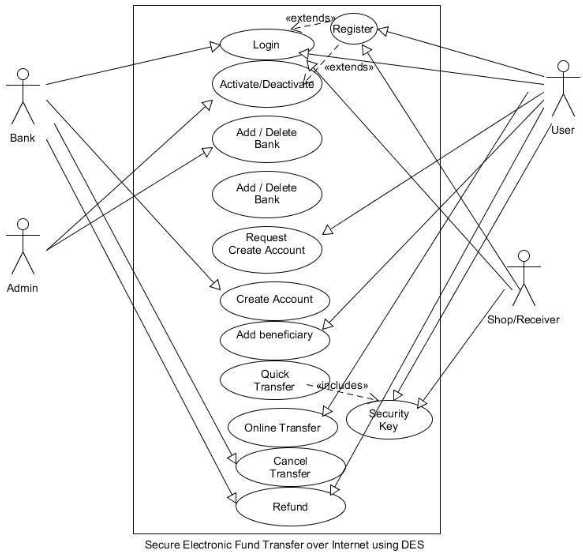 «extends»
Register
Login
«extends»
Activate/Deactivate
Bank
User
Add / Delete
Bank
Add / Delete
Bank
Request
Create Account
Admin
Shop/Receiver
Create Account
Add beneficiary
Quick
Transfer
«includes»
Security
Key
Online Transfer
Cancel
Transfer
Refund
Secure Electronic Fund Transfer over Internet using DES